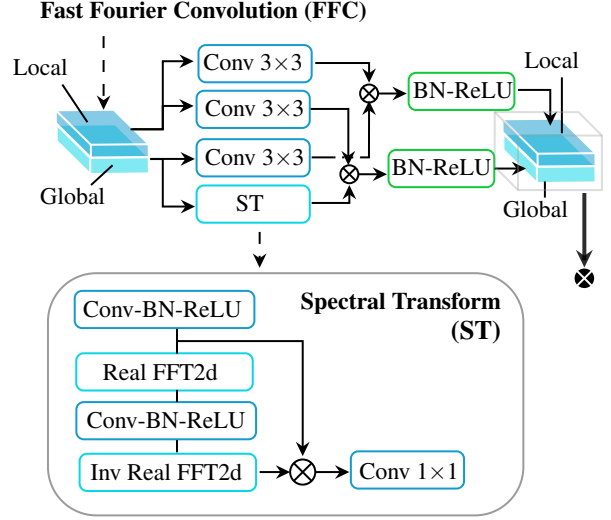 Fast Fourier Convolution (FFC)
Local
Conv 3×3
Conv 3×3
Conv 3×3
ST
Global
BN-ReLU
BN-ReLU
Local
Global
Spectral Transform
(ST)
Conv-BN-ReLU
Real FFT2d
Conv-BN-ReLU
Inv Real FFT2d
Conv 1×1